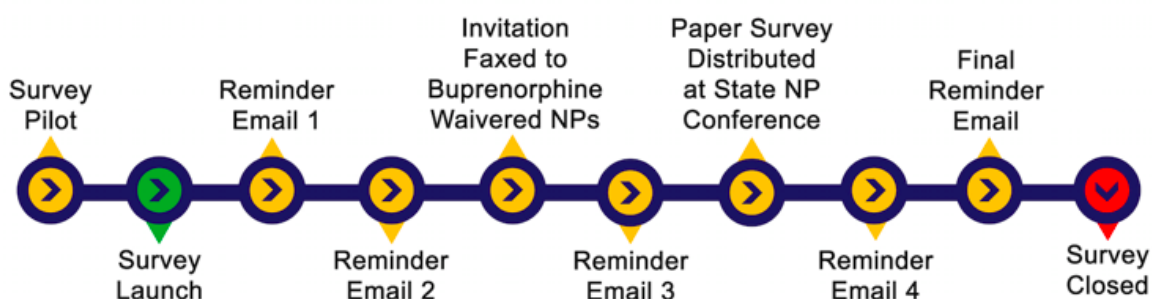 Survey
Pilot
Survey
Launch
Reminder
Email 1
Reminder
Email 2
Invitation
Faxed to
Buprenorphine
Waivered NPs
Reminder
Email 3
Paper Survey
Distributed
at State NP
Conference
Reminder
Email 4
Final
Reminder
Email
Survey
Closed